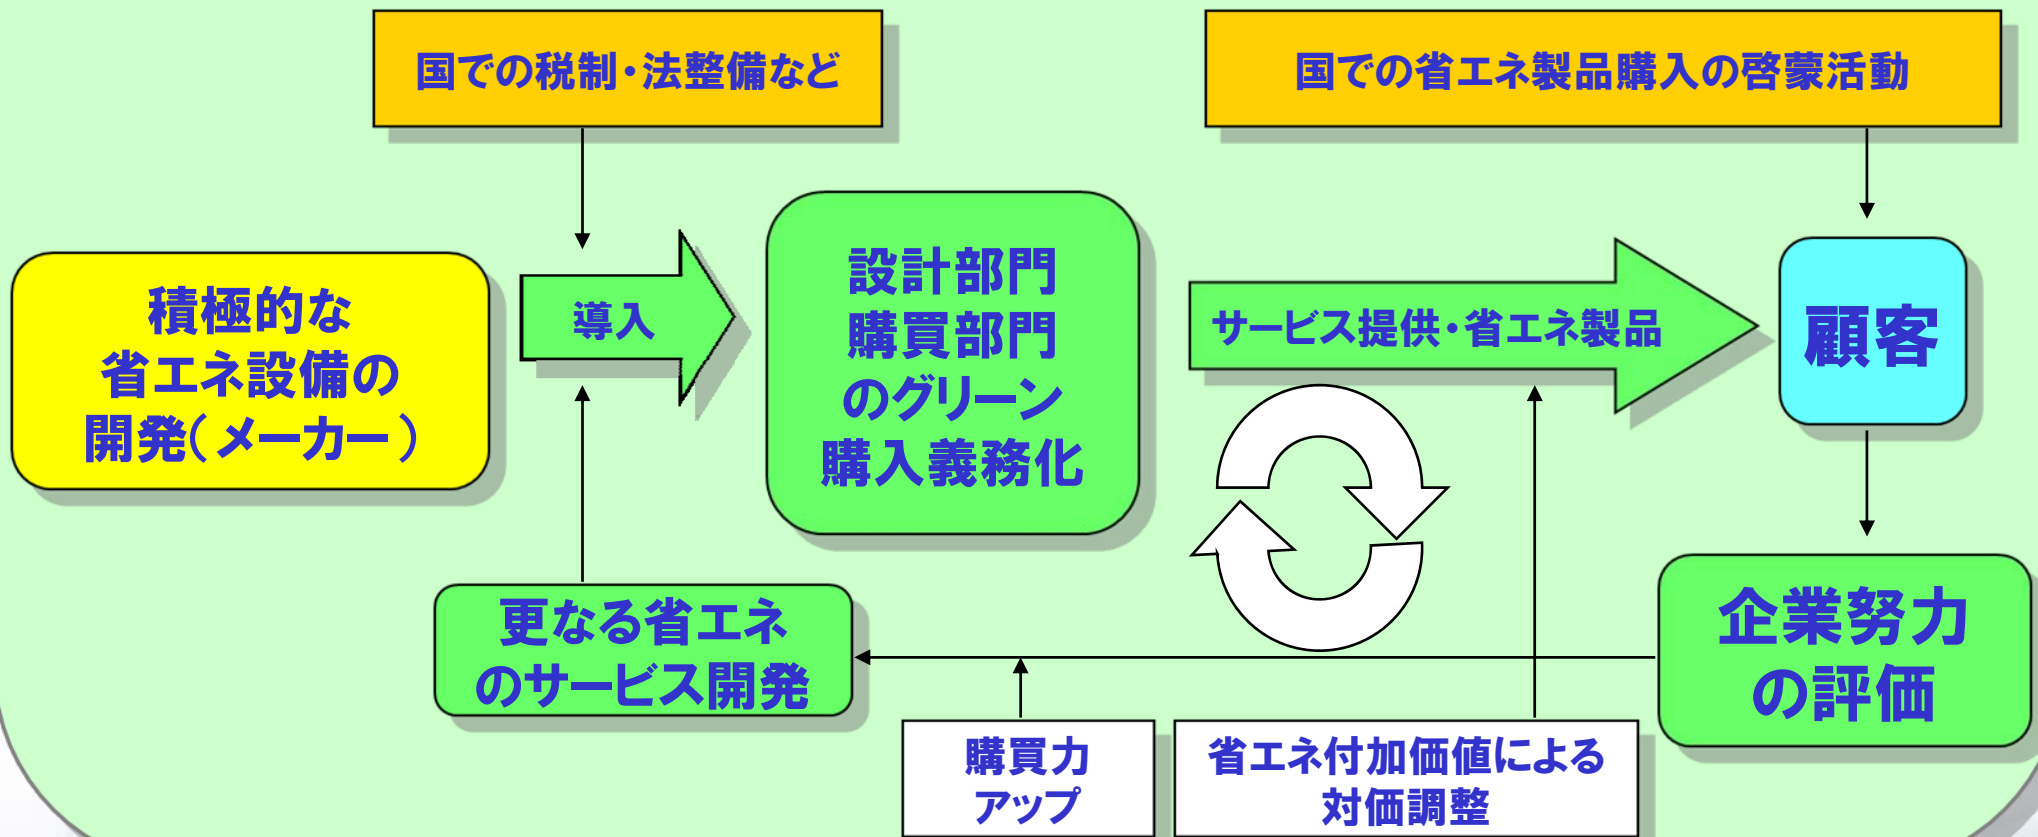 国での税制・法整備など
国での省エネ製品購入の啓蒙活動
積極的な
省エネ設備の
開発(メーカー)
導入
設計部門
購買部門
のグリーン
購入義務化
サービス提供・省エネ製品
顧客
更なる省エネ
のサービス開発
企業努力
の評価
購買力
アップ
省エネ付加価値による
対価調整